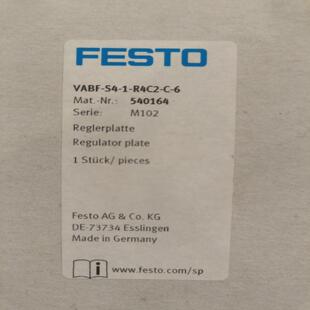 FESTO
VABF-S4-1-R4C2-C-6
Mat.-Nr.: 540164
Serie: M102
Reglerplatte
Regulator plate
1 Stück/ pieces
Festo AG & Co. KG
DE-73734 Esslingen
Made in Germany
www.festo.com/sp